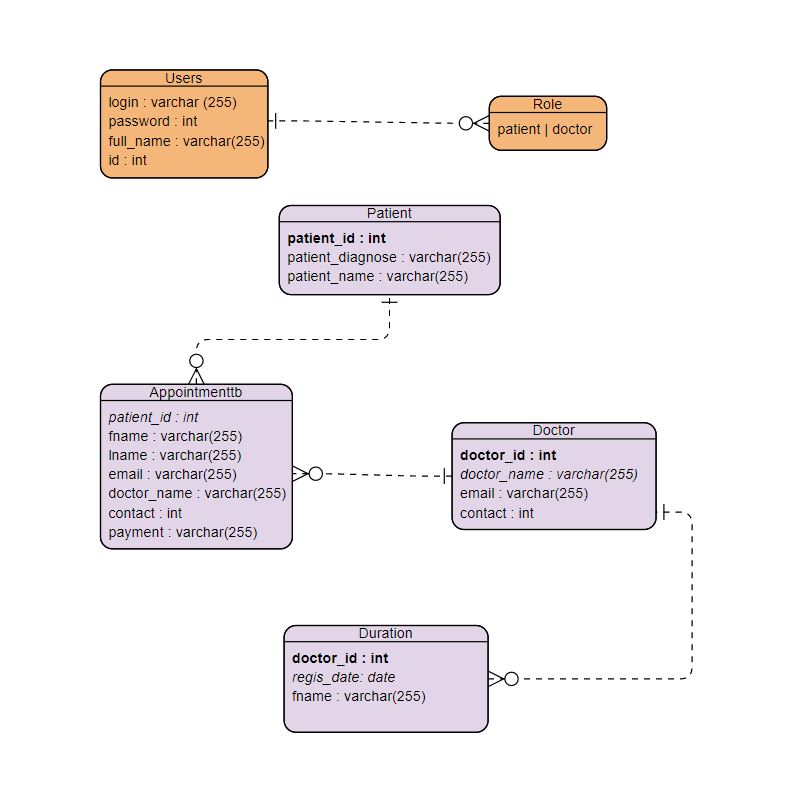 Users
login : varchar (255)
password : int
full_name : varchar(255)
id : int
Role
patient | doctor
Patient
patient_id : int
patient_diagnose : varchar(255)
patient_name : varchar(255)
Appointmenttb
patient_id : int
fname : varchar(255)
lname : varchar(255)
email : varchar(255)
doctor_name : varchar(255)
contact : int
payment : varchar(255)
Doctor
doctor_id : int
doctor_name : varchar(255)
email : varchar(255)
contact : int
Duration
doctor_id : int
regis_date: date
fname : varchar(255)